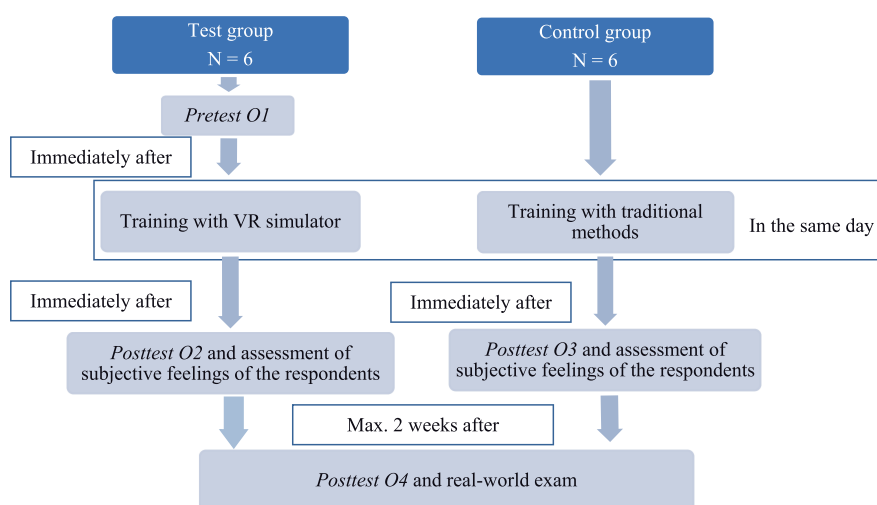 Test group
N = 6
Control group
N = 6
Pretest O1
Immediately after
Training with VR simulator
Training with traditional
methods
In the same day
Immediately after
Immediately after
Posttest O2 and assessment of
subjective feelings of the respondents
Posttest O3 and assessment of
subjective feelings of the respondents
Max. 2 weeks after
Posttest O4 and real-world exam